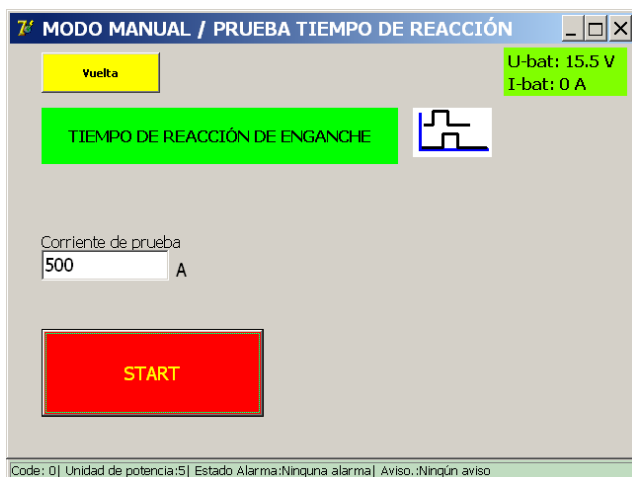 MODO MANUAL / PRUEBA TIEMPO DE REACCIÓN
Vuelta
U-bat: 15.5 V
I-bat: 0 A
TIEMPO DE REACCIÓN DE ENGANCHE
Corriente de prueba
500 A
START
Code: 0| Unidad de potencia:5| Estado Alarma:Ninguna alarma| Aviso.:Ningún aviso